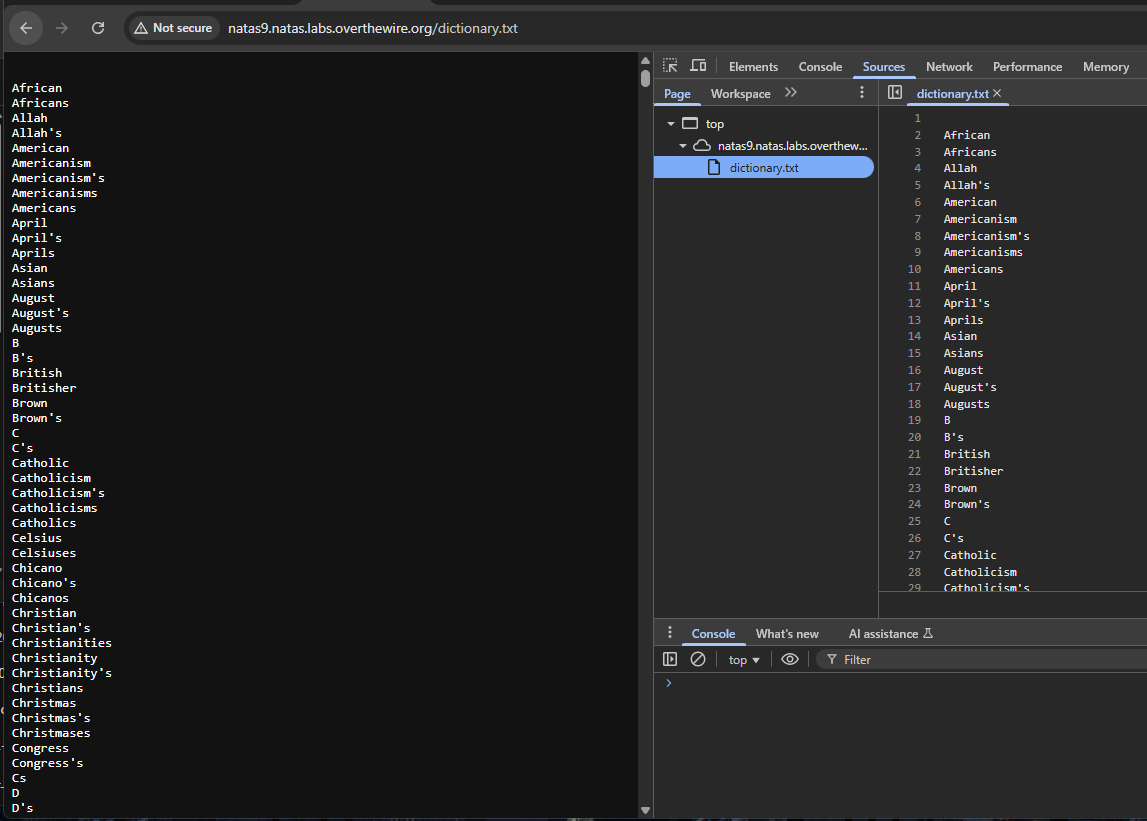 Not secure natas9.natas.labs.overthewire.org/dictionary.txt
African
Africans
Allah
Allah's
American
Americanism
Americanism's
Americanisms
Americans
April
April's
Aprils
Asian
Asians
August
August's
Augusts
B
B's
British
Britisher
Brown
Brown's
C
C's
Catholic
Catholicism
Catholicism's
Catholicisms
Catholics
Celsius
Celsiuses
Chicano
Chicano's
Chicanos
Christian
Christian's
Christianities
Christianity
Christianity's
Christians
Christmas
Christmas's
Christmases
Congress
Congress's
Cs
D
D's
Elements Console Sources Network Performance Memory
Page Workspace
top
natas9.natas.labs.overthew...
dictionary.txt
dictionary.txt
1
2 African
3 Africans
4 Allah
5 Allah's
6 American
7 Americanism
8 Americanism's
9 Americanisms
10 Americans
11 April
12 April's
13 Aprils
14 Asian
15 Asians
16 August
17 August's
18 Augusts
19 B
20 B's
21 British
22 Britisher
23 Brown
24 Brown's
25 C
26 C's
27 Catholic
28 Catholicism
29 Catholicism's
Console What's new AI assistance
top Filter